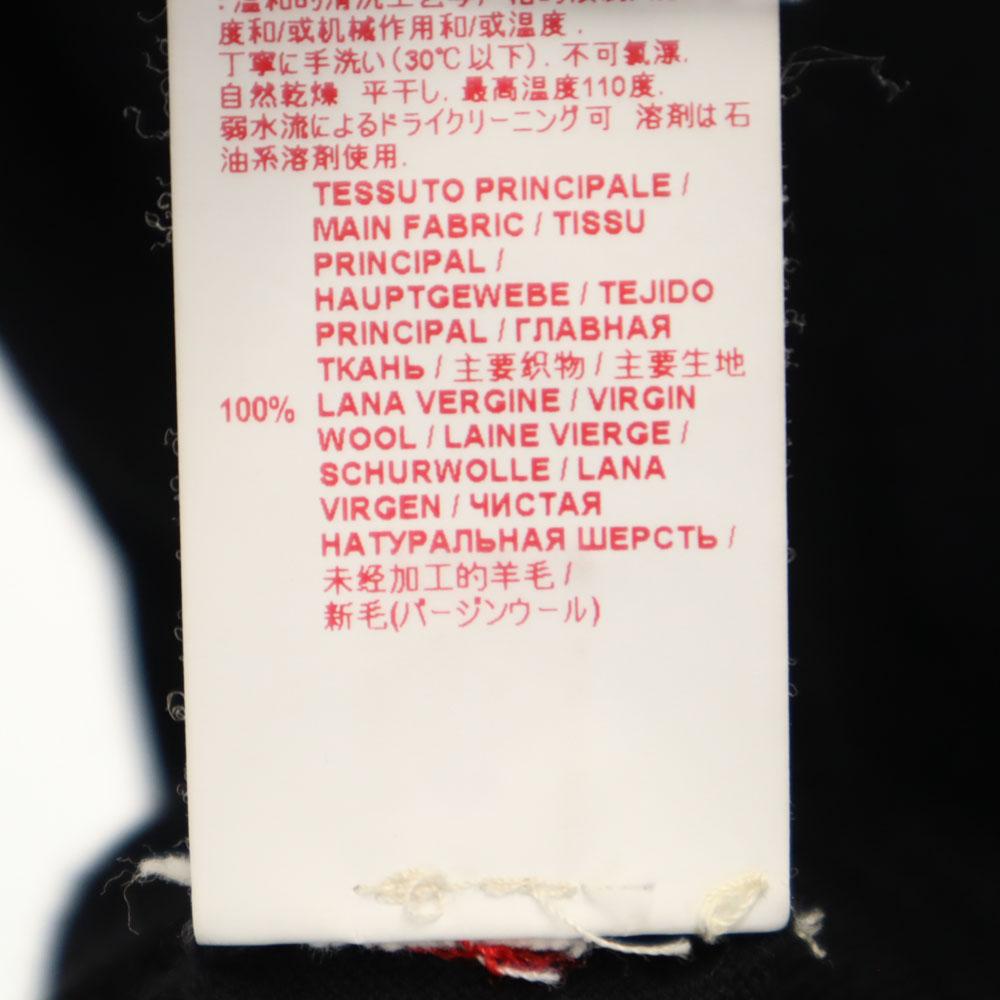 度和/或机械作用和/或温度.
丁寧に手洗い(30℃以下). 不可氯漂.
自然乾燥 平干し. 最高温度110度.
弱水流によるドライクリーニング可 溶剤は石
油系溶剤使用.
TESSUTO PRINCIPALE /
MAIN FABRIC / TISSU
PRINCIPAL /
HAUPTGEWEBE / TEJIDO
PRINCIPAL / ГЛАВНАЯ
ТКАНЬ / 主要织物 / 主要生地
100% LANA VERGINE / VIRGIN
WOOL / LAINE VIERGE /
SCHURWOLLE / LANA
VIRGEN / ЧИСТАЯ
НАТУРАЛЬНАЯ ШЕРСТЬ /
未经加工的羊毛 /
新毛(バージンウール)